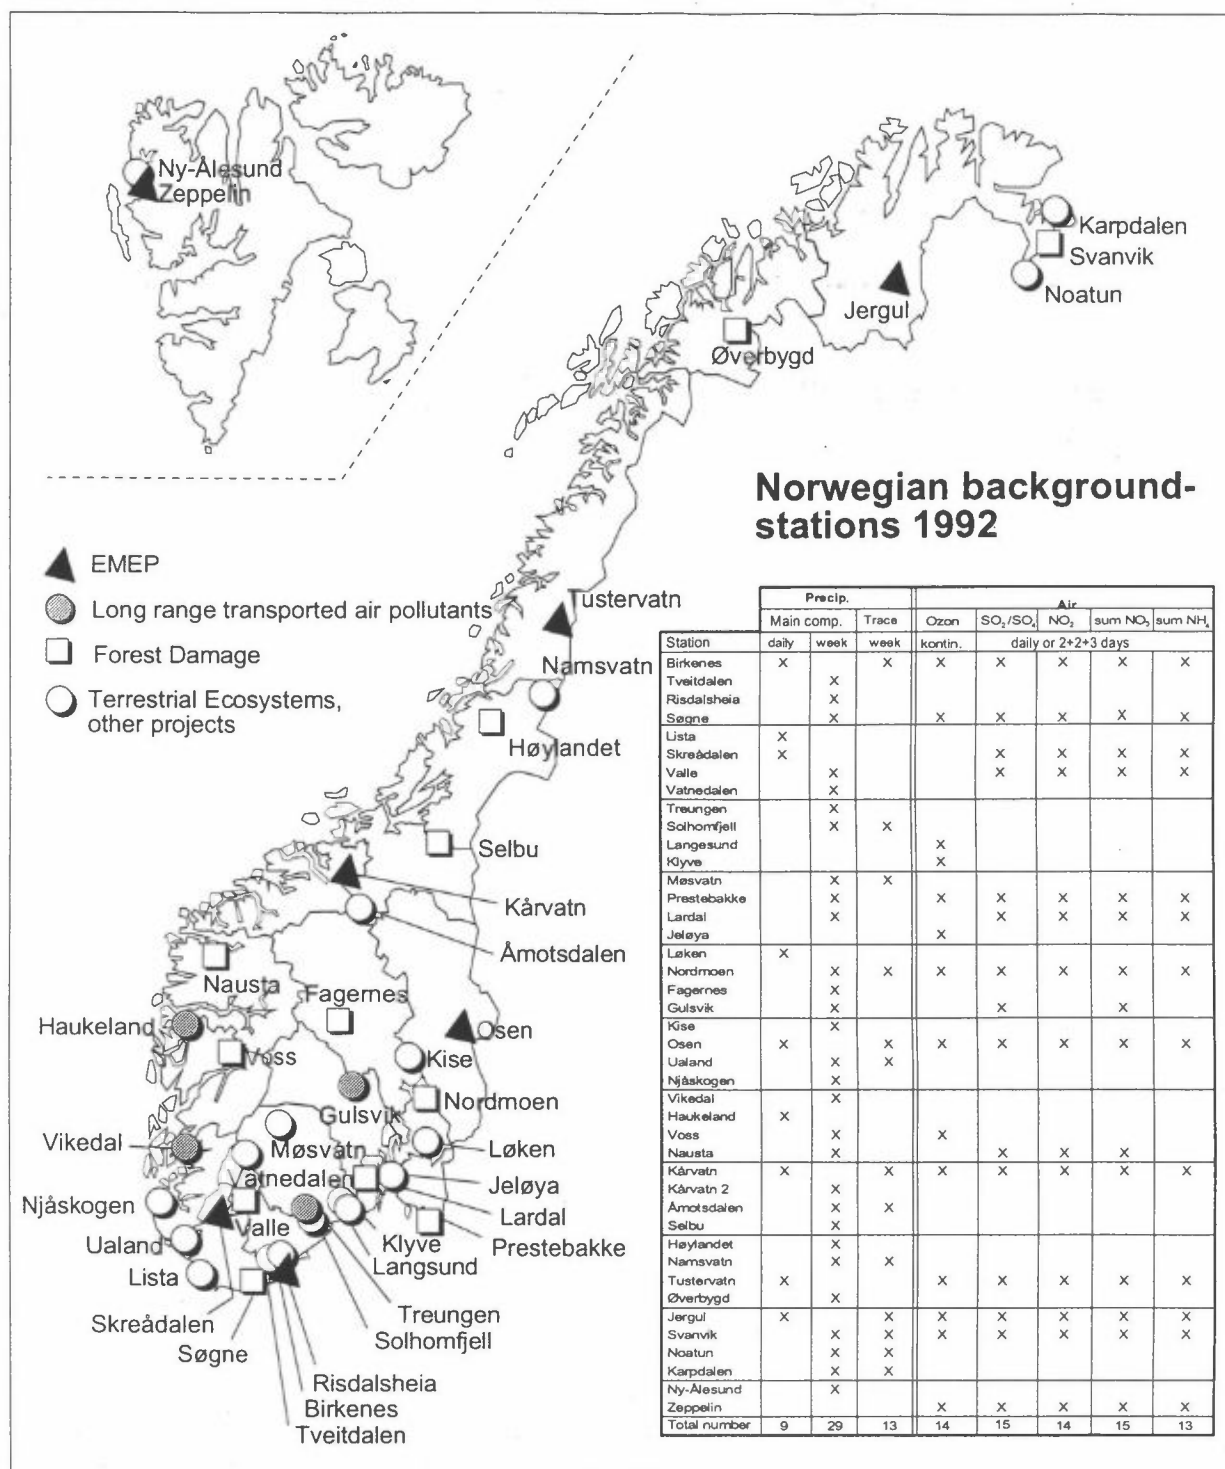 Ny-Ålesund
Zeppelin
Karpdalen
Svanvik
Noatun
Jergul
Øverbygd
Norwegian background-
stations 1992
EMEP
Long range transported air pollutants
Forest Damage
Terrestrial Ecosystems,
other projects
Tustervatn
Namsvatn
Høylandet
Selbu
Kårvatn
Åmotsdalen
Nausta
Fagernes
Haukeland
Osen
Voss
Kise
Gulsvik
Nordmoen
Vikedal
Møsvatn
Løken
Vatnedalen
Jeløya
Njåskogen
Lardal
Valle
Klyve
Prestebakke
Ualand
Langsund
Lista
Treungen
Skreådalen
Solhomfjell
Søgne
Risdalsheia
Birkenes
Tveitdalen
Precip. Air
Main comp. Trace Ozon SO2/SO4 NO2 sum NO3 sum NH4
Station daily week week kontin. daily or 2+2+3 days
Birkenes X X X X X X X
Tveitdalen X
Risdalsheia X
Søgne X X X X X X
Lista X
Skreådalen X X X X X
Valle X X X X X
Vatnedalen X
Treungen X
Solhomfjell X X
Langesund X
Klyve X
Møsvatn X X
Prestebakke X X X X X X
Lardal X X X X X
Jeløya X
Løken X
Nordmoen X X X X X X X
Fagernes X
Gulsvik X X X
Kise X
Osen X X X X X X X
Ualand X X
Njåskogen X
Vikedal X
Haukeland X
Voss X X
Nausta X X X X
Kårvatn X X X X X X X
Kårvatn 2 X
Åmotsdalen X X
Selbu X
Høylandet X
Namsvatn X X
Tustervatn X X X X X X
Øverbygd X
Jergul X X X X X X X
Svanvik X X X X X X X
Noatun X X
Karpdalen X X
Ny-Ålesund X
Zeppelin X X X X X
Total number 9 29 13 14 15 14 15 13